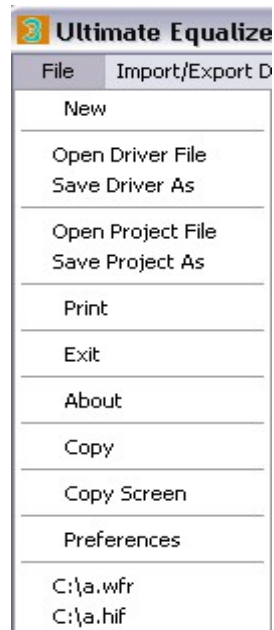 3 Ultimate Equalize
File Import/Export D
New
Open Driver File
Save Driver As
Open Project File
Save Project As
Print
Exit
About
Copy
Copy Screen
Preferences
C:\a.wfr
C:\a.hif